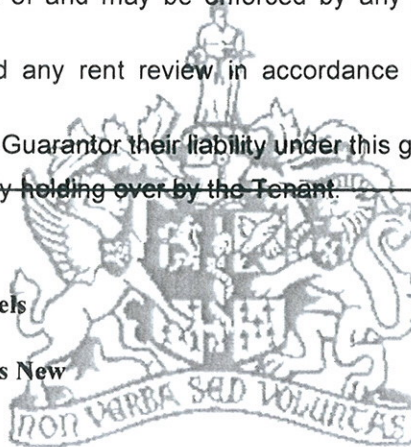 or and may be enforced by any
d any rent review in accordance
Guarantor their liability under this g
y holding over by the Tenant.
els
s New
NON VERBA SED VOLUNTAS